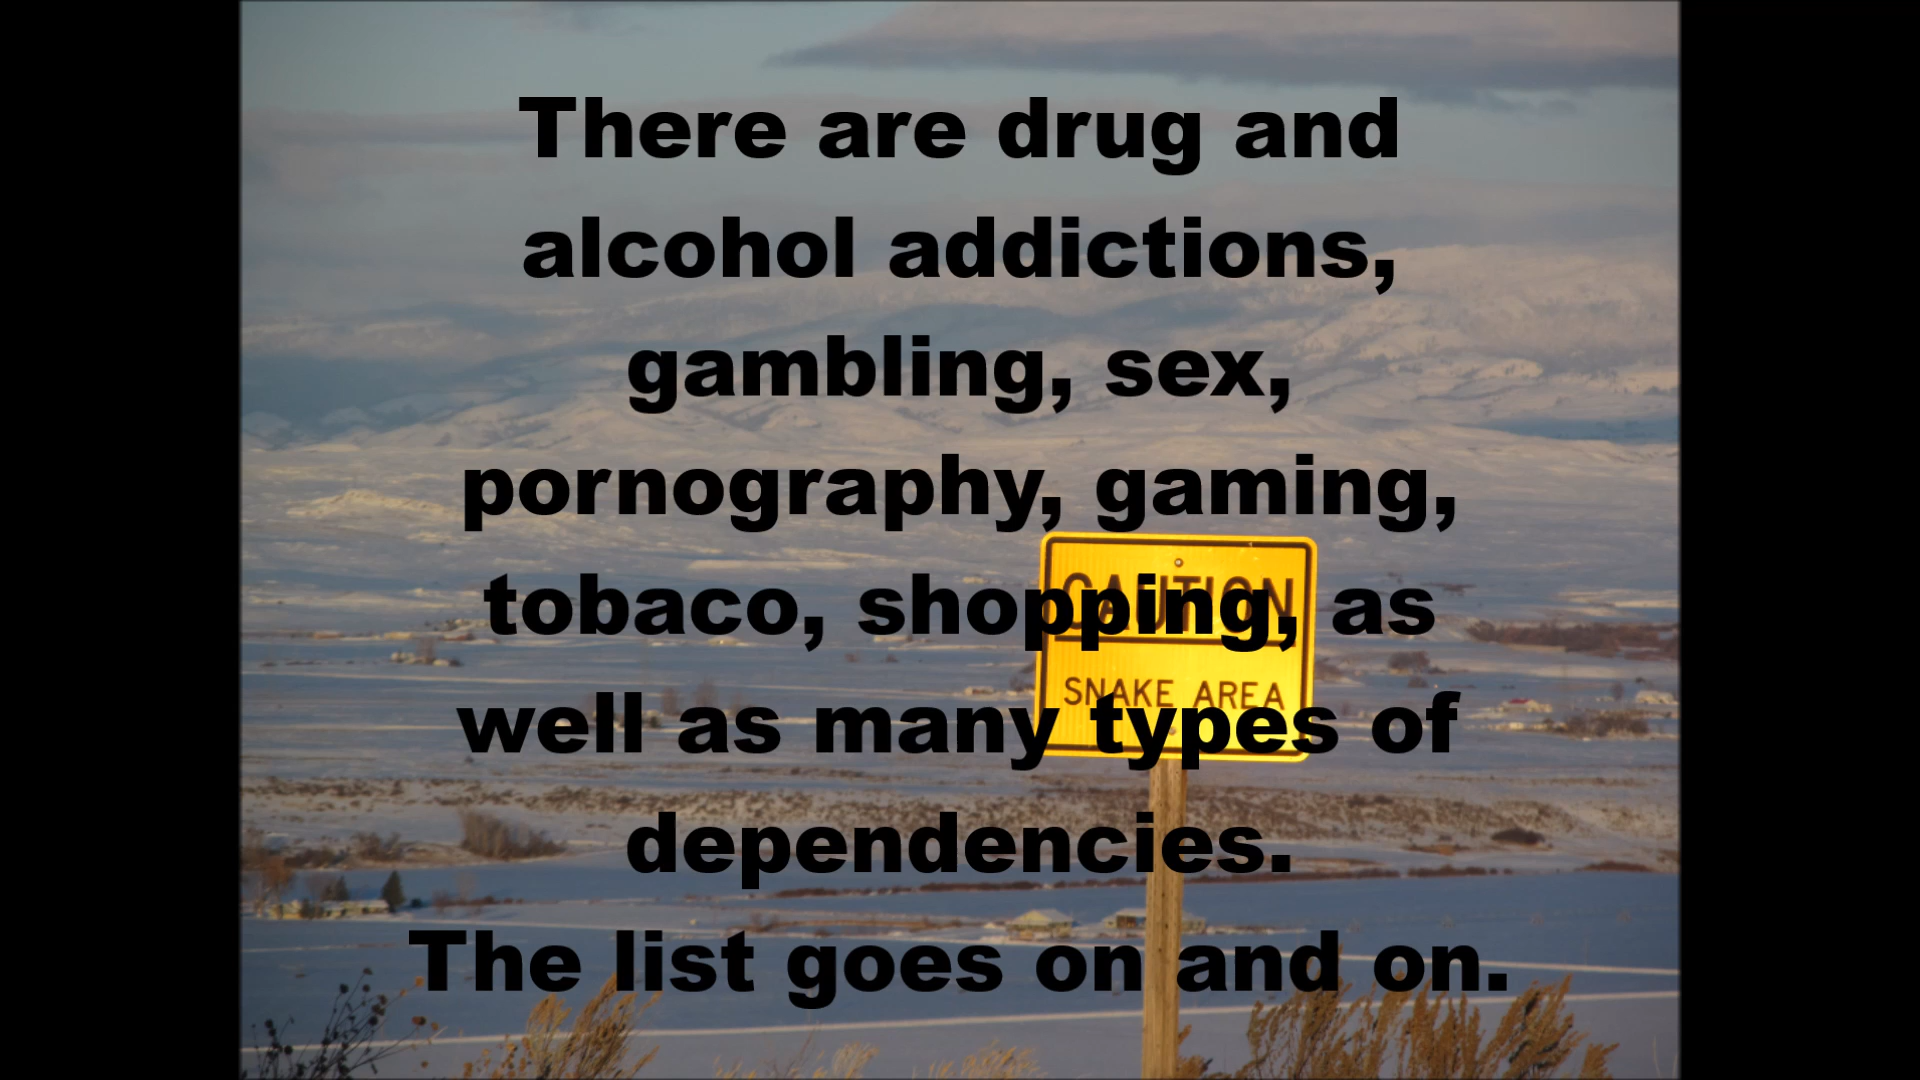 There are drug and
alcohol addictions,
gambling, sex,
pornography, gaming,
tobaco, shopping, as
well as many types of
dependencies.
The list goes on and on.
CAUTION
SNAKE AREA